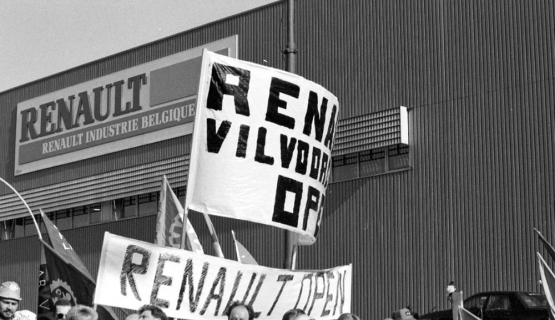 RENAULT
RENAULT INDUSTRIE BELGIQUE
RENA
VILVOOR
OPE
RENAULT OPEN